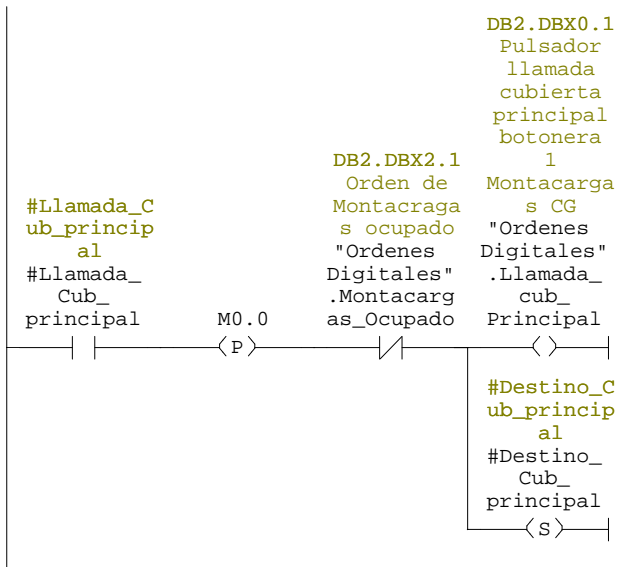 DB2.DBX0.1
Pulsador
llamada
cubierta
principal
botonera
1
Montacarga
s CG
"Ordenes
Digitales"
.Llamada_
cub_
Principal
DB2.DBX2.1
Orden de
Montacraga
s ocupado
"Ordenes
Digitales"
.Montacarg
as_Ocupado
#Llamada_C
ub_princip
al
#Llamada_
Cub_
principal
M0.0
P
#Destino_C
ub_princip
al
#Destino_
Cub_
principal
S